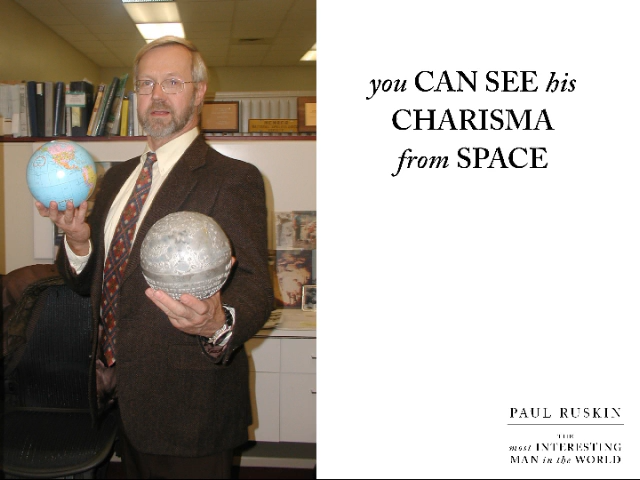 you CAN SEE his
CHARISMA
from SPACE
PAUL RUSKIN
THE
most INTERESTING
MAN in the WORLD